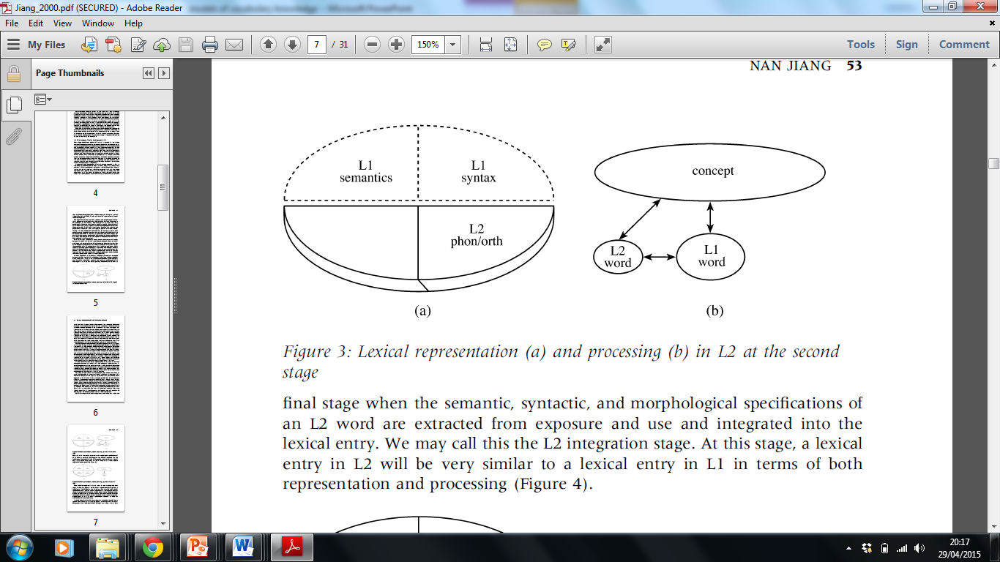 Jiang_2000.pdf (SECURED) - Adobe Reader
File Edit View Window Help
My Files 7 / 31 150% Tools Sign Comment
Page Thumbnails
4
5
6
7
NAN JIANG 53
L1 semantics
L1 syntax
L2 phon/orth
(a)
concept
L2 word
L1 word
(b)
Figure 3: Lexical representation (a) and processing (b) in L2 at the second
stage
final stage when the semantic, syntactic, and morphological specifications of
an L2 word are extracted from exposure and use and integrated into the
lexical entry. We may call this the L2 integration stage. At this stage, a lexical
entry in L2 will be very similar to a lexical entry in L1 in terms of both
representation and processing (Figure 4).
20:17
29/04/2015